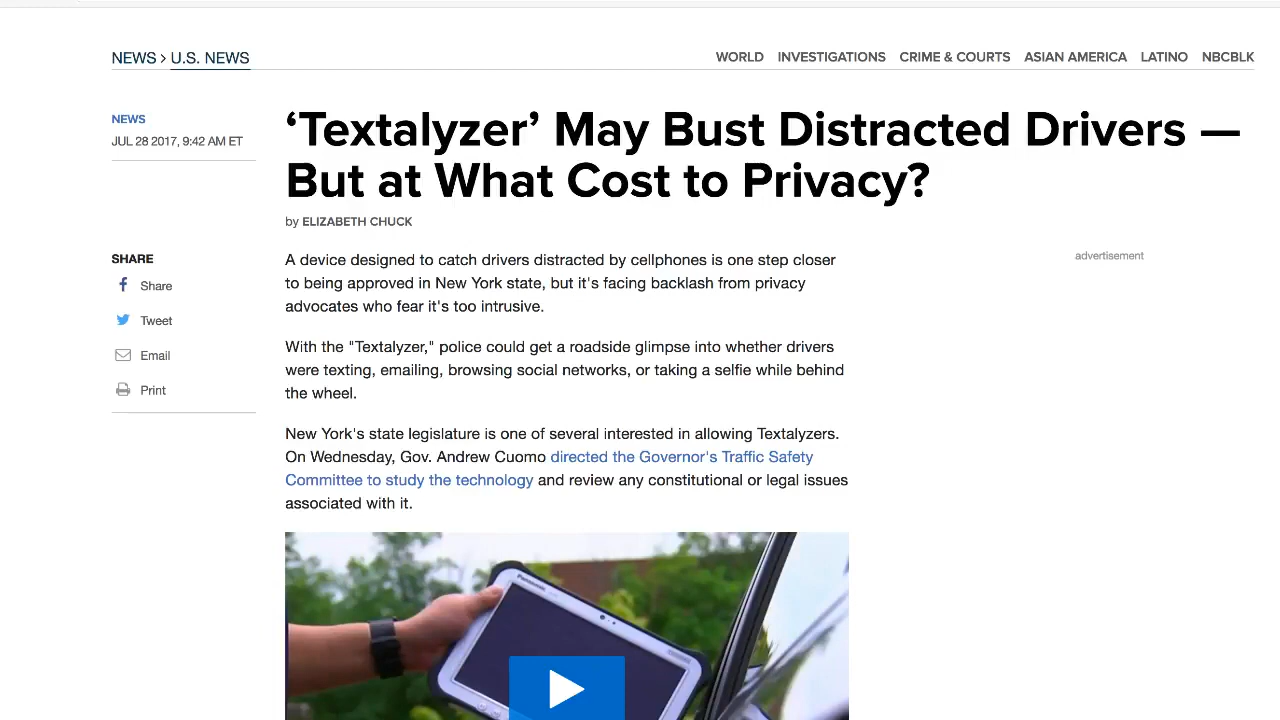 NEWS > U.S. NEWS
WORLD INVESTIGATIONS CRIME & COURTS ASIAN AMERICA LATINO NBCBLK
NEWS
JUL 28 2017, 9:42 AM ET
‘Textalyzer’ May Bust Distracted Drivers —
But at What Cost to Privacy?
by ELIZABETH CHUCK
SHARE
Share
Tweet
Email
Print
A device designed to catch drivers distracted by cellphones is one step closer
to being approved in New York state, but it's facing backlash from privacy
advocates who fear it's too intrusive.
With the "Textalyzer," police could get a roadside glimpse into whether drivers
were texting, emailing, browsing social networks, or taking a selfie while behind
the wheel.
New York's state legislature is one of several interested in allowing Textalyzers.
On Wednesday, Gov. Andrew Cuomo directed the Governor's Traffic Safety
Committee to study the technology and review any constitutional or legal issues
associated with it.
advertisement
Panasonic